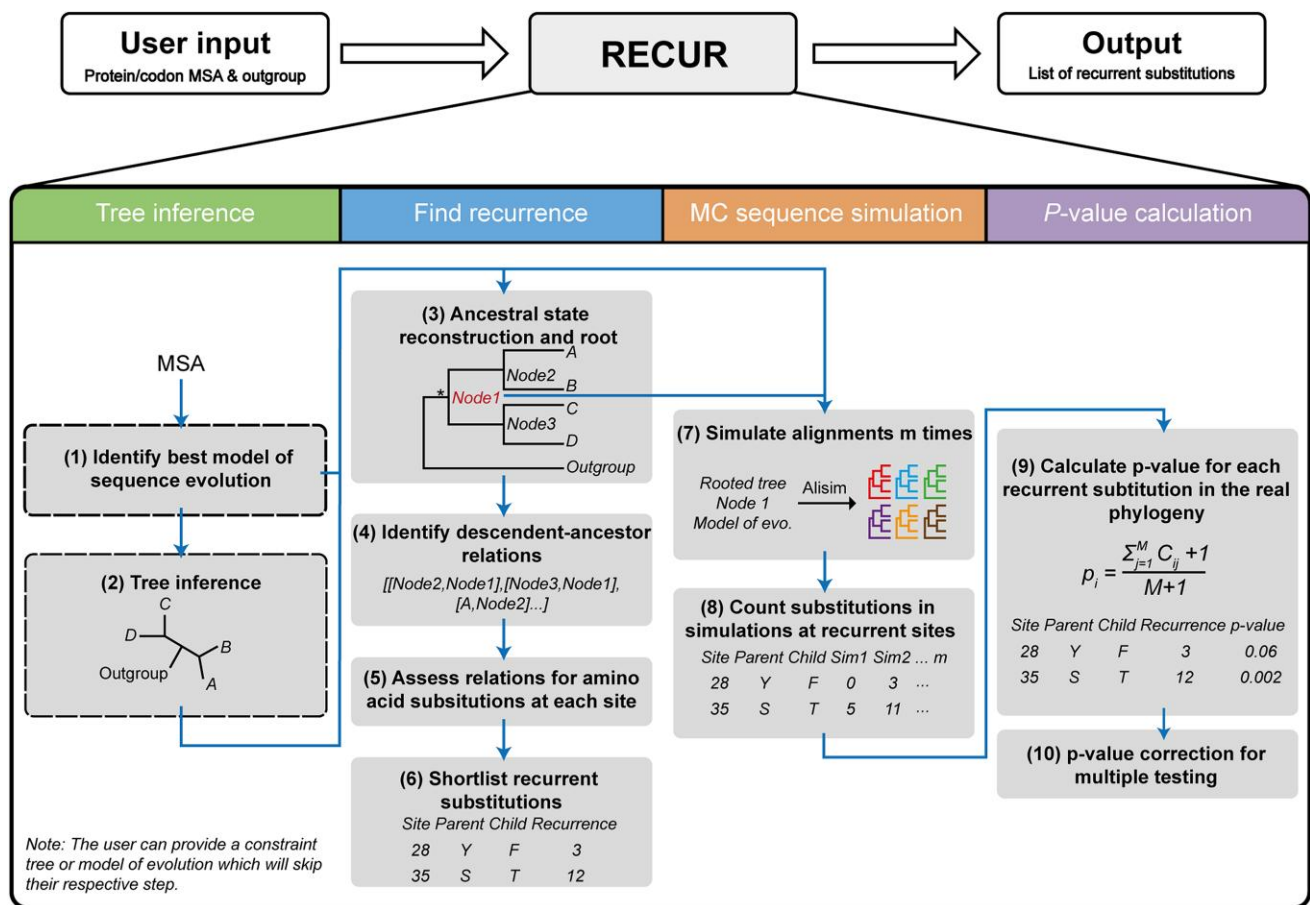 User input
Protein/codon MSA & outgroup
RECUR
Output
List of recurrent substitutions
Tree inference
Find recurrence
MC sequence simulation
P-value calculation
MSA
(1) Identify best model of
sequence evolution
(2) Tree inference
C
D
B
Outgroup
A
Note: The user can provide a constraint
tree or model of evolution which will skip
their respective step.
(3) Ancestral state
reconstruction and root
A
Node2
B
* Node1
C
Node3
D
Outgroup
(4) Identify descendent-ancestor
relations
[[Node2,Node1],[Node3,Node1],
[A,Node2]...]
(5) Assess relations for amino
acid subsitutions at each site
(6) Shortlist recurrent
substitutions
Site Parent Child Recurrence
28 Y F 3
35 S T 12
(7) Simulate alignments m times
Rooted tree
Node 1
Model of evo.
Alisim
(8) Count substitutions in
simulations at recurrent sites
Site Parent Child Sim1 Sim2 ... m
28 Y F 0 3 ...
35 S T 5 11 ...
(9) Calculate p-value for each
recurrent subtitution in the real
phylogeny
p_i = (Σ_{j=1}^{M} C_{ij} +1) / (M+1)
Site Parent Child Recurrence p-value
28 Y F 3 0.06
35 S T 12 0.002
(10) p-value correction for
multiple testing